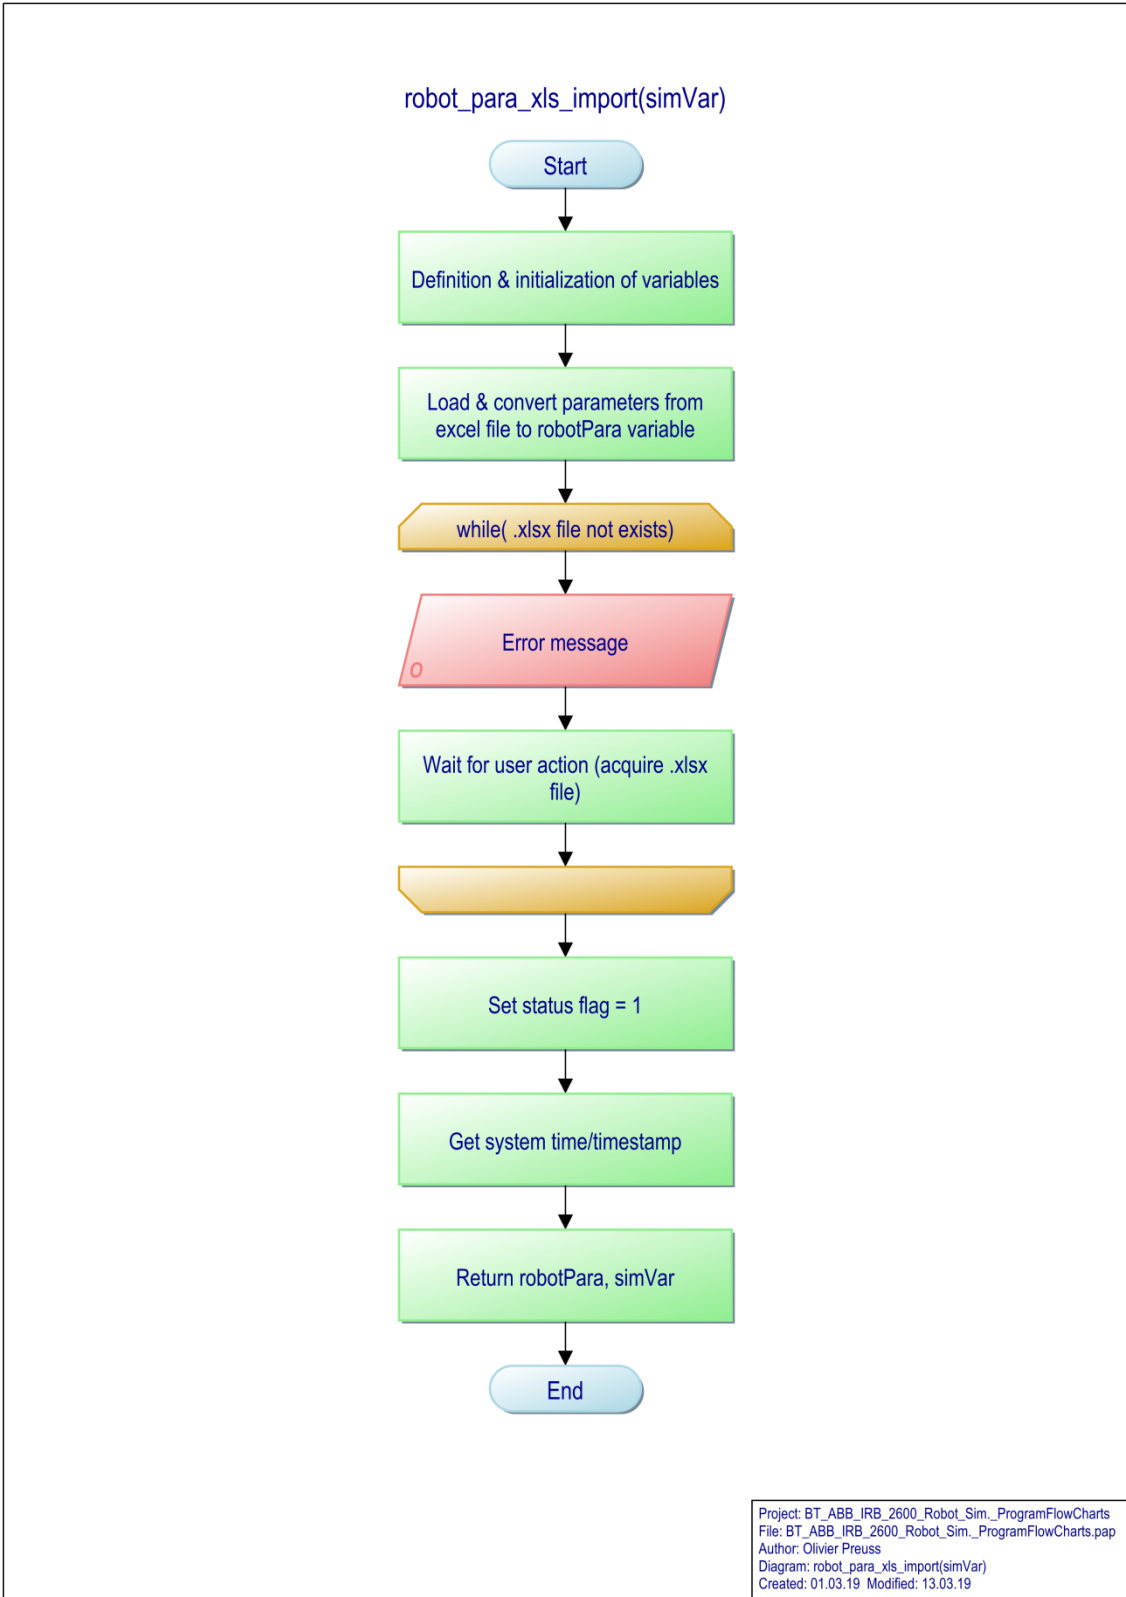 robot_para_xls_import(simVar)
Start
Definition & initialization of variables
Load & convert parameters from
excel file to robotPara variable
while( .xlsx file not exists)
Error message
O
Wait for user action (acquire .xlsx
file)
Set status flag = 1
Get system time/timestamp
Return robotPara, simVar
End
Project: BT_ABB_IRB_2600_Robot_Sim._ProgramFlowCharts
File: BT_ABB_IRB_2600_Robot_Sim._ProgramFlowCharts.pap
Author: Olivier Preuss
Diagram: robot_para_xls_import(simVar)
Created: 01.03.19 Modified: 13.03.19